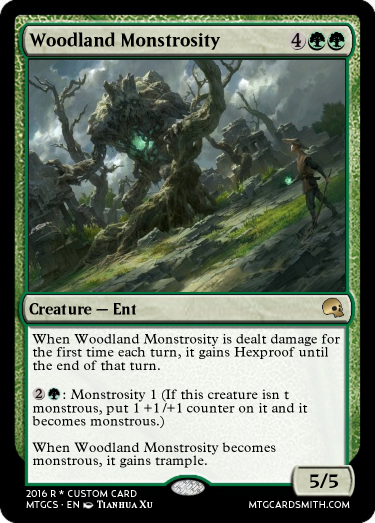 Woodland Monstrosity 4
Creature — Ent
When Woodland Monstrosity is dealt damage for
the first time each turn, it gains Hexproof until
the end of that turn.
2 : Monstrosity 1 (If this creature isn t
monstrous, put 1 +1/+1 counter on it and it
becomes monstrous.)
When Woodland Monstrosity becomes
monstrous, it gains trample.
5/5
2016 R * CUSTOM CARD
MTGCS · EN Tianhua Xu
MTGCARDSMITH.COM